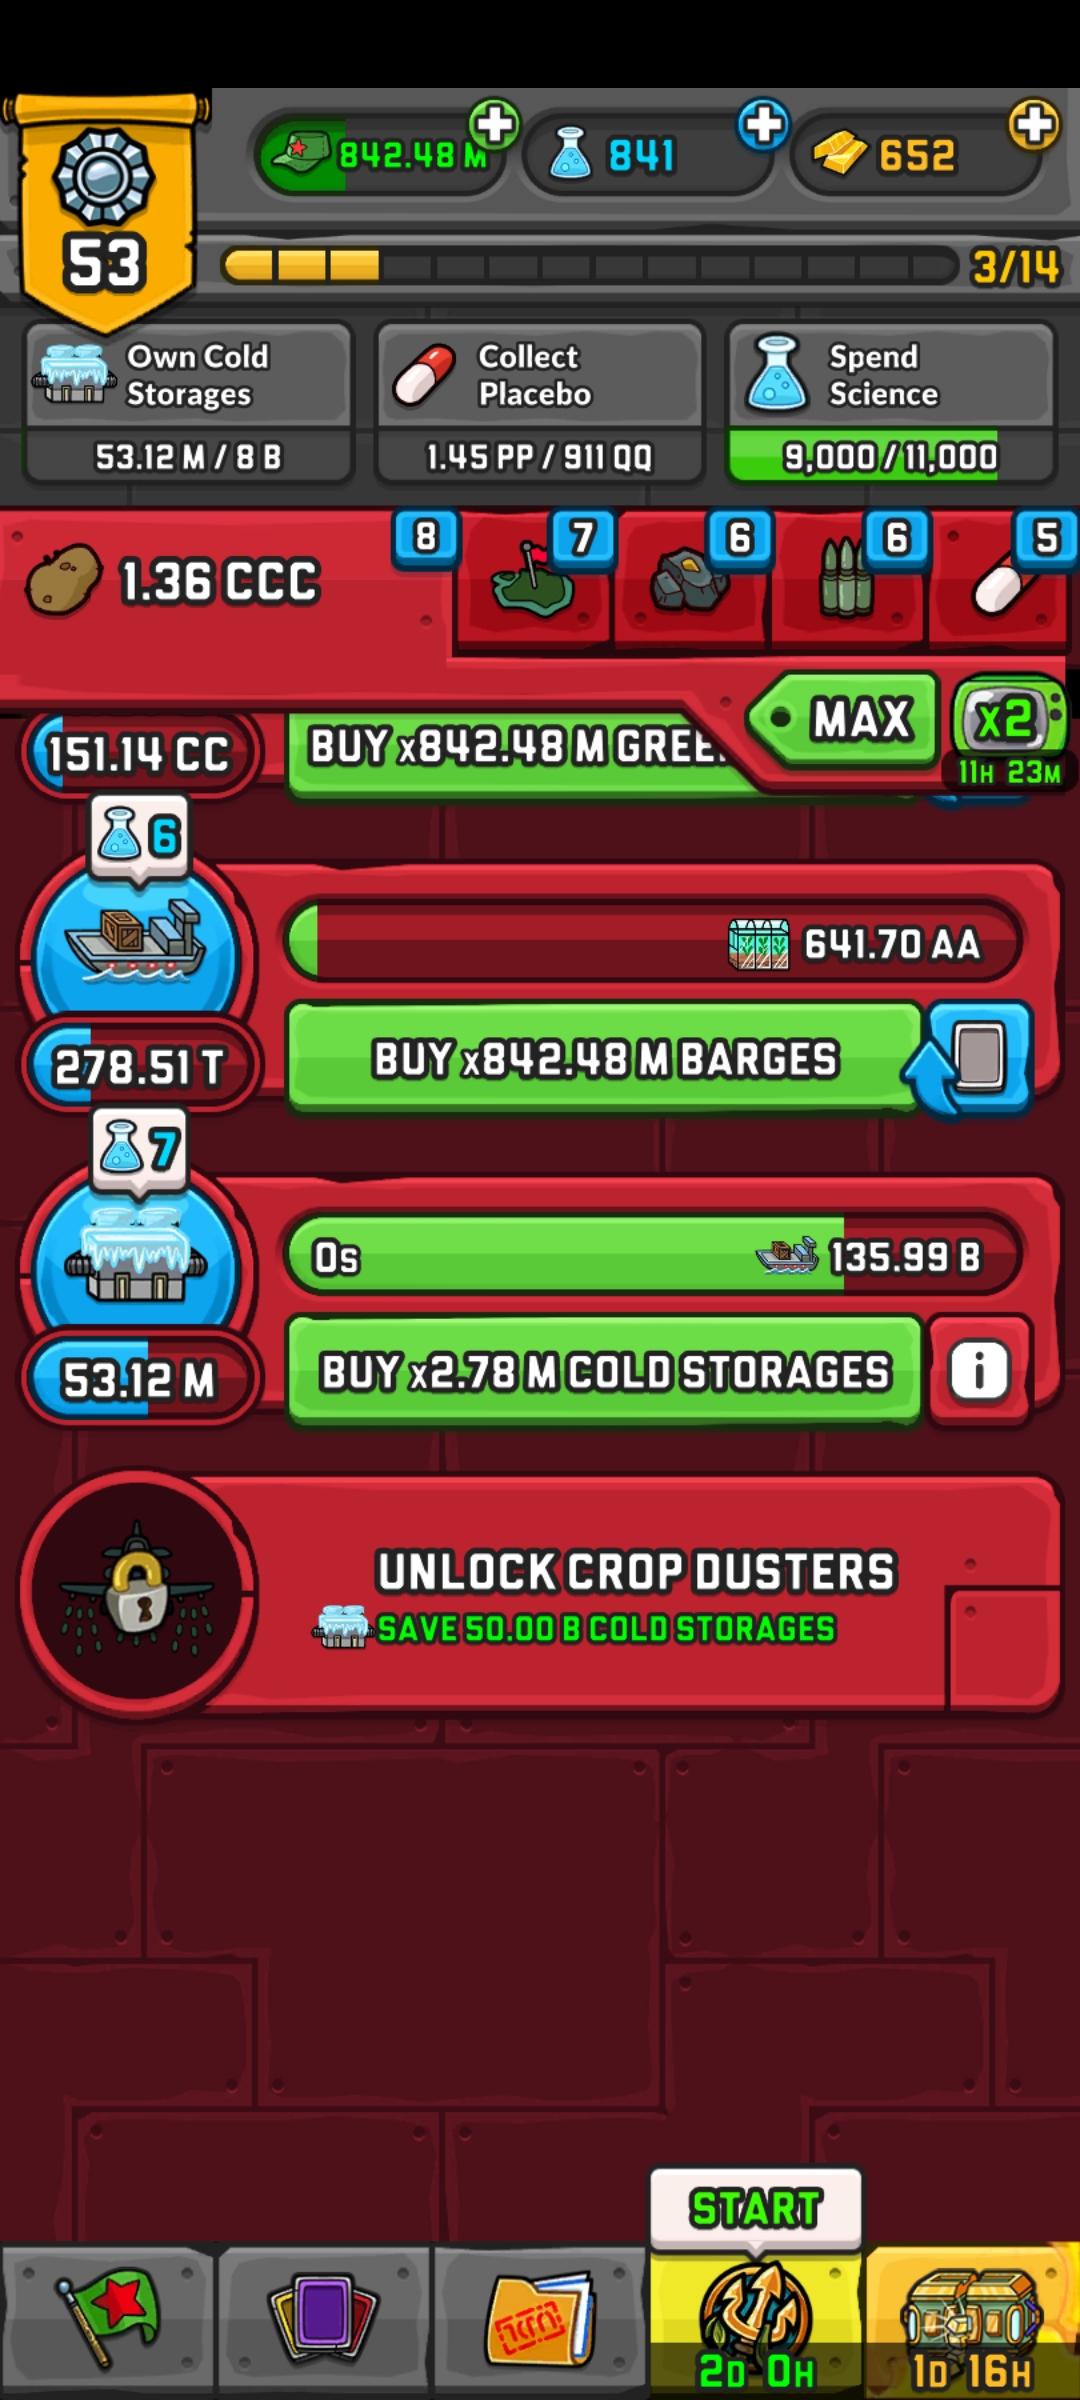 53
842.48 M
841
652
3/14
Own Cold
Storages
53.12 M / 8 B
Collect
Placebo
1.45 PP / 911 QQ
Spend
Science
9,000 / 11,000
1.36 CCC
8
7
6
6
5
MAX
x2
11H 23M
151.14 CC
BUY x842.48 M GREE
6
641.70 AA
278.51 T
BUY x842.48 M BARGES
7
0s
135.99 B
53.12 M
BUY x2.78 M COLD STORAGES
i
UNLOCK CROP DUSTERS
SAVE 50.00 B COLD STORAGES
START
2D 0H
1D 16H